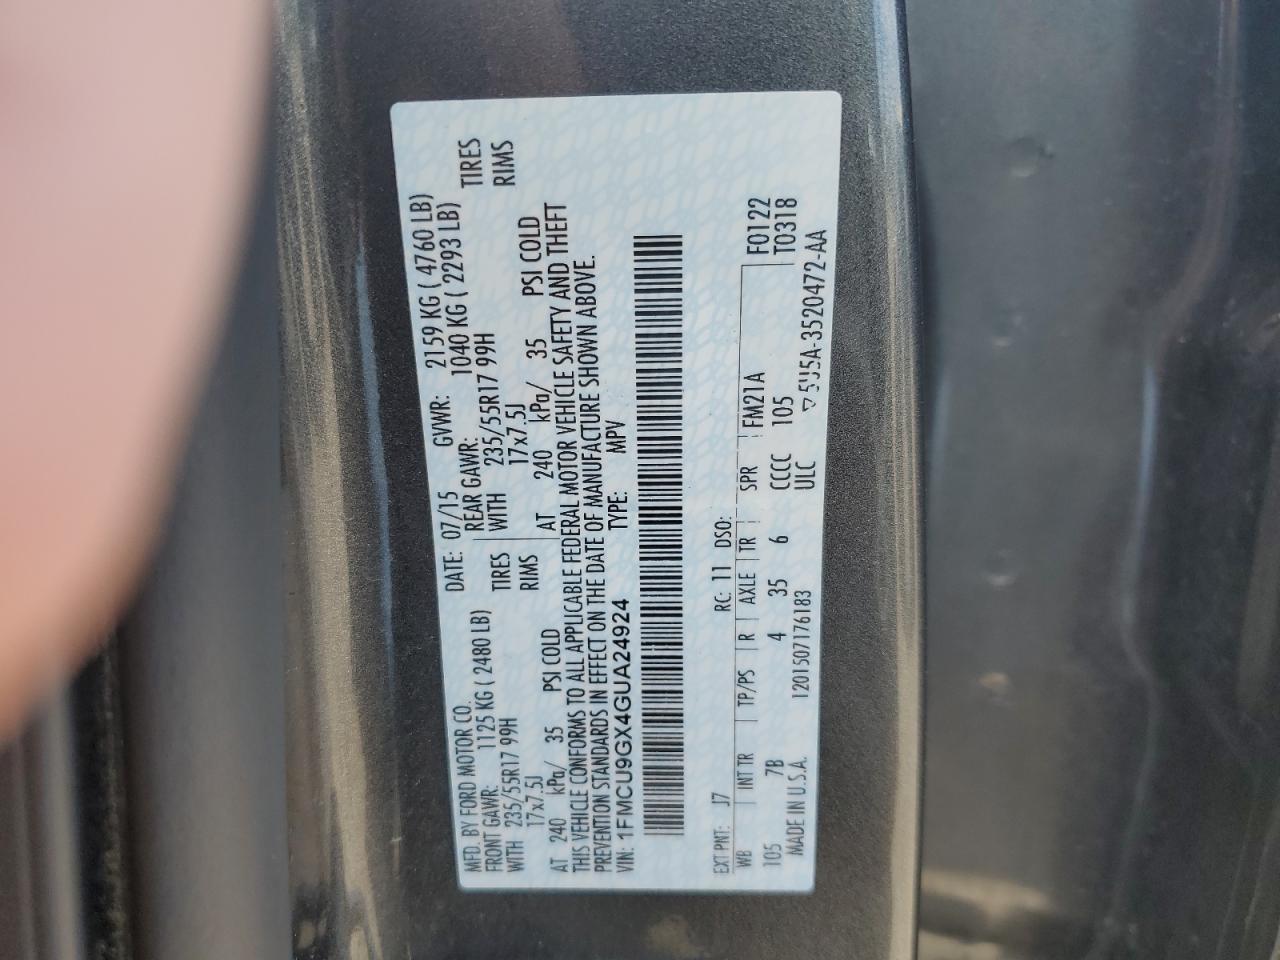 MFD. BY FORD MOTOR CO. DATE: 07/15 GVWR: 2159 KG ( 4760 LB)
FRONT GAWR: 1125 KG ( 2480 LB) REAR GAWR: 1040 KG ( 2293 LB)
WITH 235/55R17 99H TIRES WITH 235/55R17 99H TIRES
17x7.5J RIMS 17x7.5J RIMS
AT 240 kPa/ 35 PSI COLD AT 240 kPa/ 35 PSI COLD
THIS VEHICLE CONFORMS TO ALL APPLICABLE FEDERAL MOTOR VEHICLE SAFETY AND THEFT
PREVENTION STANDARDS IN EFFECT ON THE DATE OF MANUFACTURE SHOWN ABOVE.
VIN: 1FMCU9GX4GUA24924 TYPE: MPV
EXT PNT: J7 RC: 11 DSO: F0122
WB INT TR TP/PS R AXLE TR SPR FM21A T0318
105 7B 4 35 6 CCCC 105
MADE IN U.S.A. 1201507176183 ULC ▽5U5A-3520472-AA